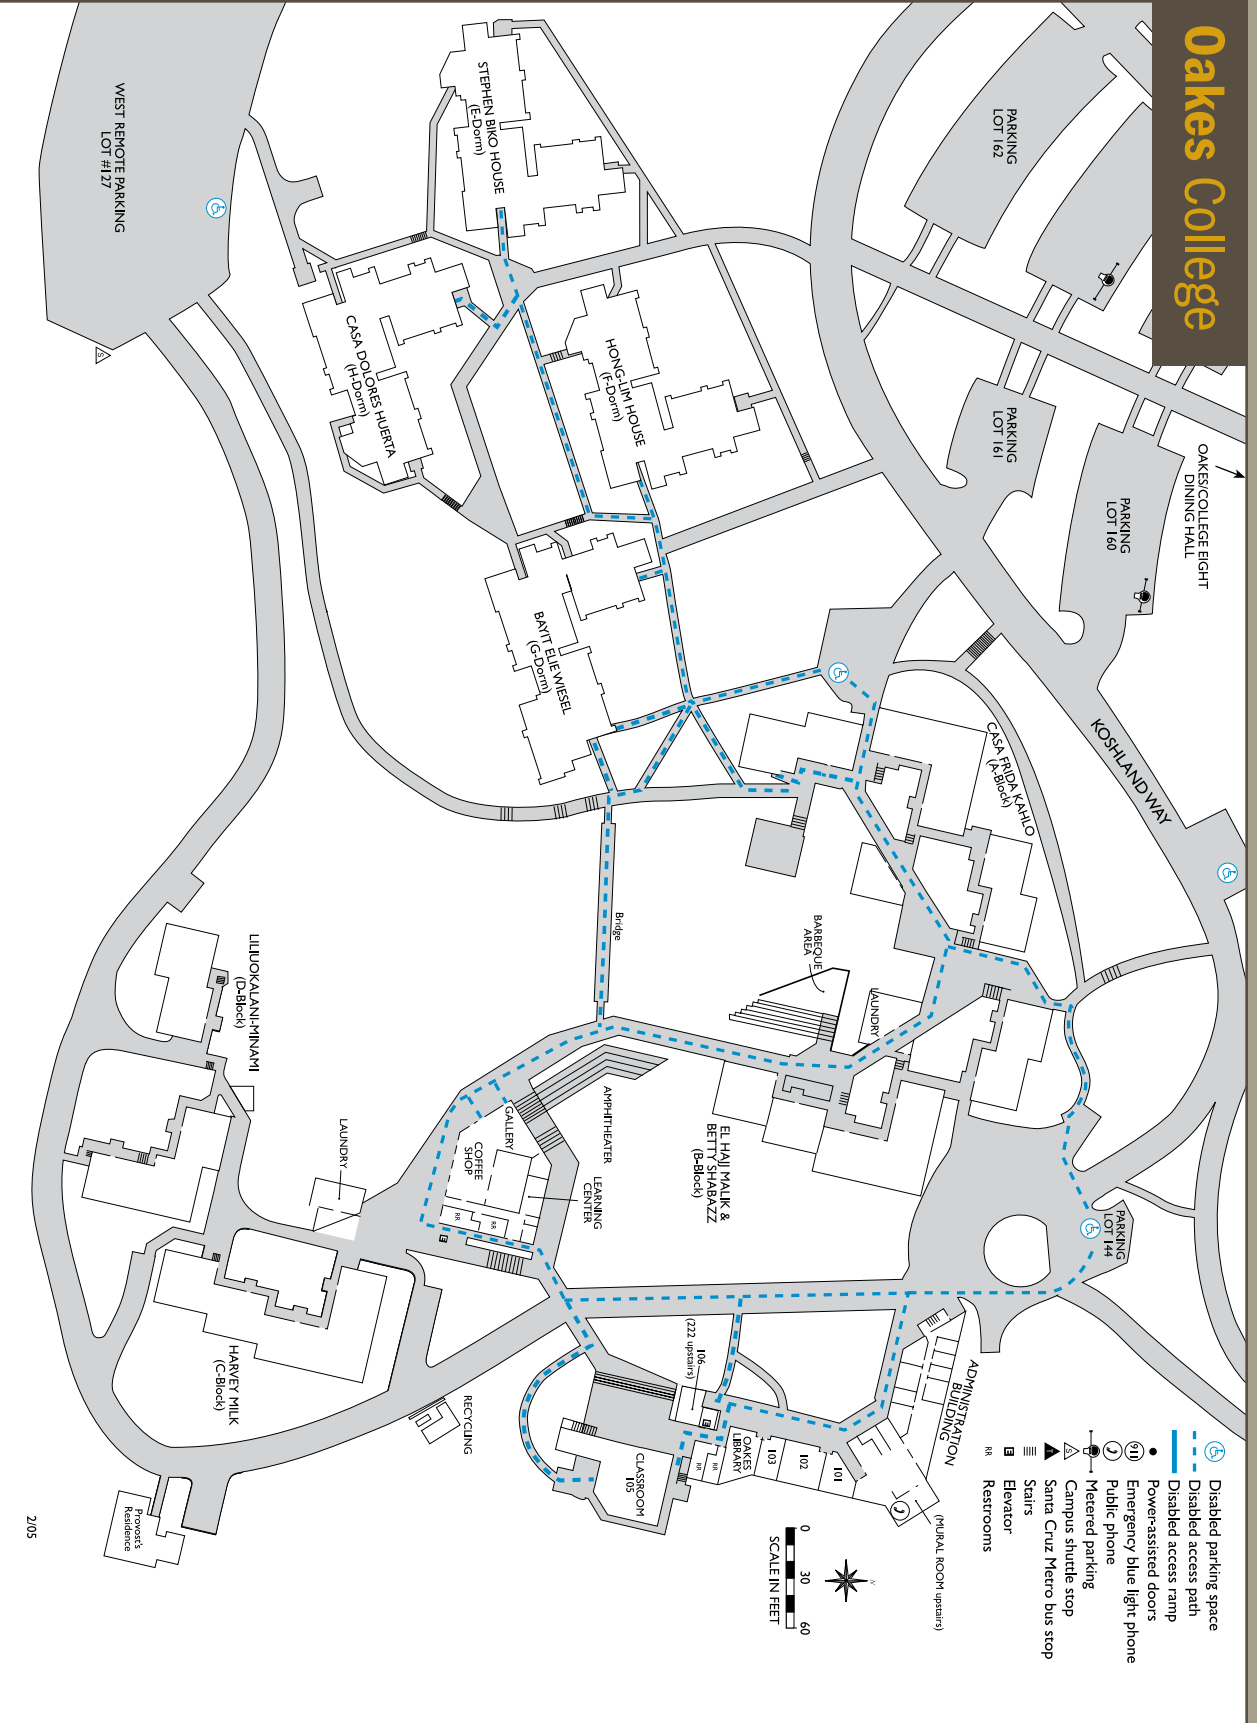 Oakes College
PARKING
LOT 162
OAKES/COLLEGE EIGHT
DINING HALL
PARKING
LOT 161
PARKING
LOT 160
KOSHLAND WAY
WEST REMOTE PARKING
LOT #127
S
STEPHEN BIKO HOUSE
(E-Dorm)
HONG-LIM HOUSE
(F-Dorm)
CASA DOLORES HUERTA
(H-Dorm)
BAYIT ELIE WIESEL
(G-Dorm)
CASA FRIDA KAHLO
(A-Block)
Bridge
BARBEQUE
AREA
LAUNDRY
LILIUOKALANI-MINAMI
(D-Block)
AMPHITHEATER
EL HAJJ MALIK &
BETTY SHABAZZ
(B-Block)
GALLERY
COFFEE
SHOP
LEARNING
CENTER
RR
RR
E
LAUNDRY
PARKING
LOT 144
HARVEY MILK
(C-Block)
RECYCLING
106
(222 upstairs)
E
ADMINISTRATION
BUILDING
OAKES
LIBRARY
RR
RR
103
102
101
CLASSROOM
105
(MURAL ROOM upstairs)
Provost's
Residence
Disabled parking space
Disabled access path
Disabled access ramp
Power-assisted doors
911 Emergency blue light phone
Public phone
Metered parking
S Campus shuttle stop
T Santa Cruz Metro bus stop
Stairs
E Elevator
RR Restrooms
N
0 30 60
SCALE IN FEET
2/05